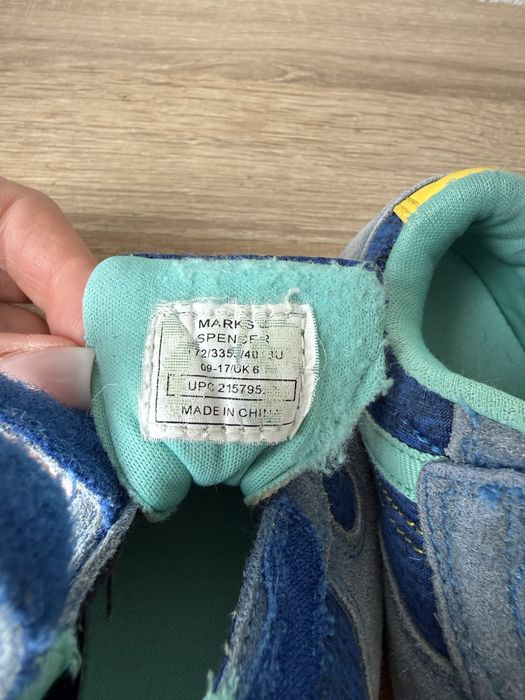 MARKS &
SPENCER
09-17/UK 6
UPC 215795
MADE IN CHINA